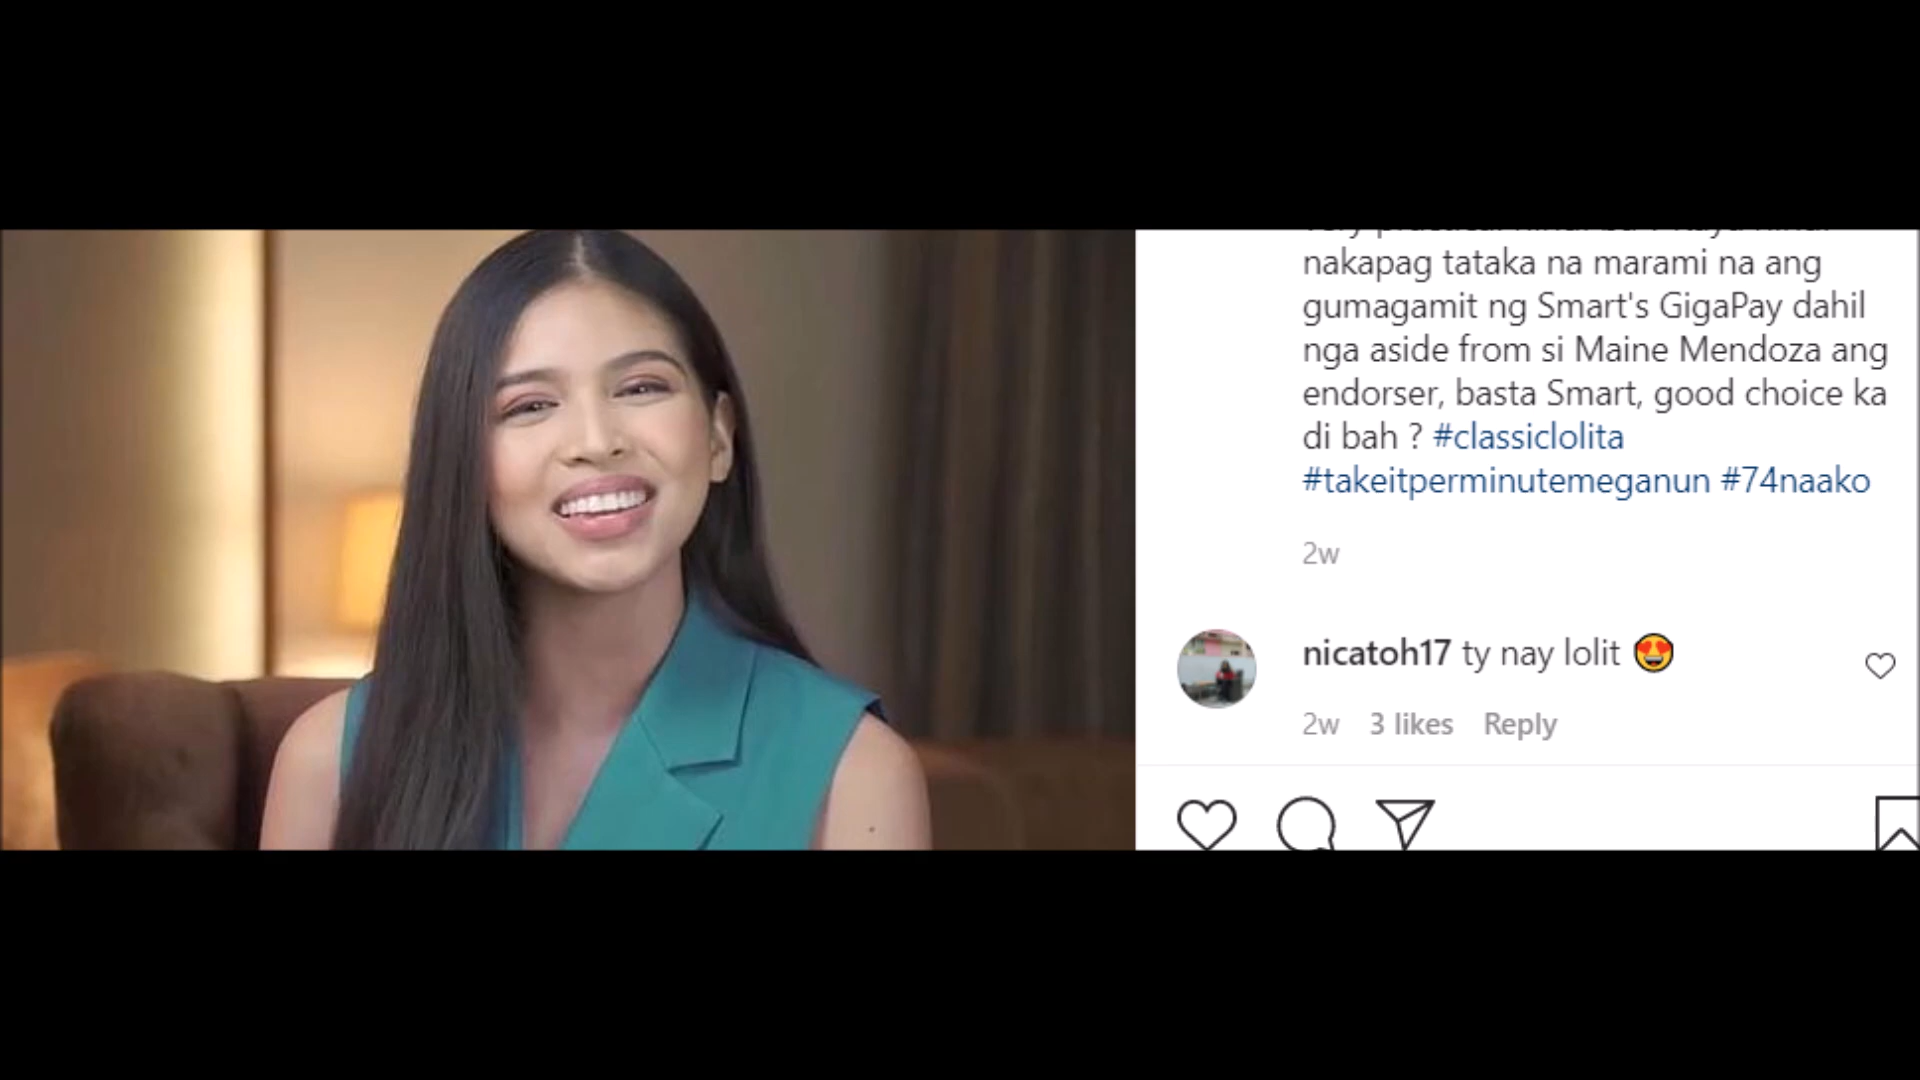 nakapag tataka na marami na ang
gumagamit ng Smart's GigaPay dahil
nga aside from si Maine Mendoza ang
endorser, basta Smart, good choice ka
di bah ? #classiclolita
#takeitperminutemeganun #74naako
2w
nicatoh17 ty nay lolit 😍
2w 3 likes Reply